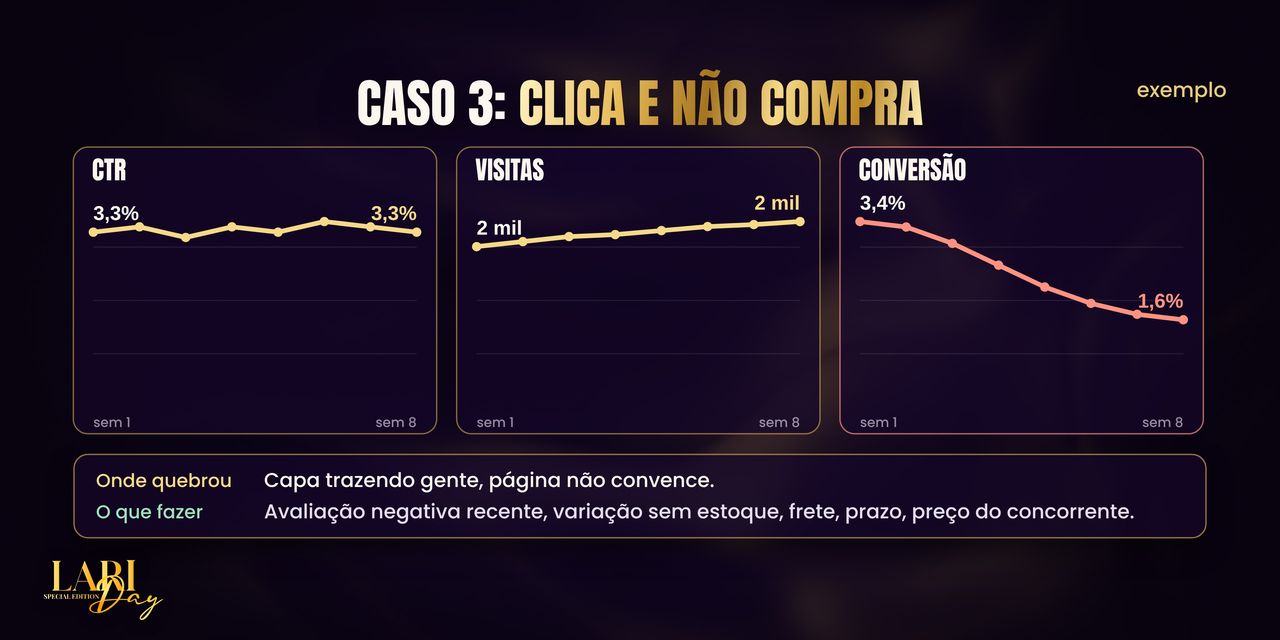 CASO 3: CLICA E NÃO COMPRA
exemplo
CTR
3,3%
3,3%
sem 1
sem 8
VISITAS
2 mil
2 mil
sem 1
sem 8
CONVERSÃO
3,4%
1,6%
sem 1
sem 8
Onde quebrou Capa trazendo gente, página não convence.
O que fazer Avaliação negativa recente, variação sem estoque, frete, prazo, preço do concorrente.
LARI
SPECIAL EDITION Day